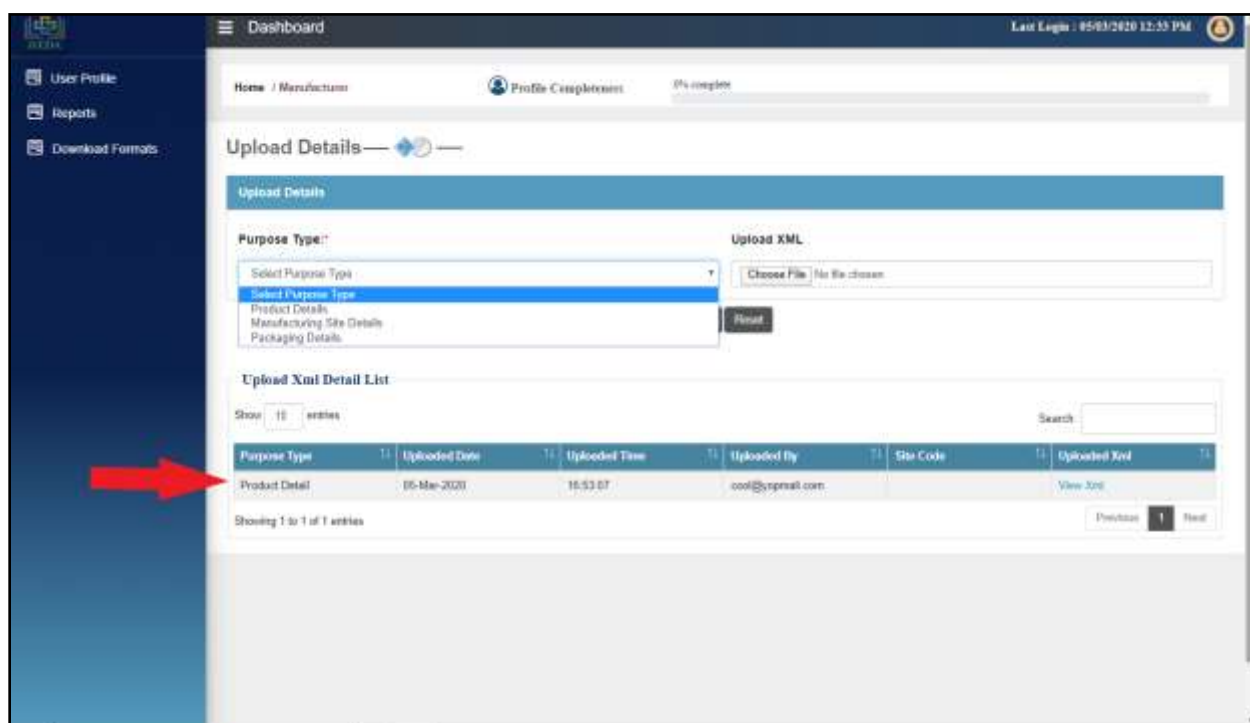 Dashboard
Last Login : 05/03/2020 12:33 PM
User Profile
Reports
Download Formats
Home / Manufacturer
Profile Completeness
0% complete
Upload Details
Upload Details
Purpose Type:*
Upload XML
Select Purpose Type
Choose File No file chosen
Select Purpose Type
Product Details
Manufacturing Site Details
Packaging Details
Reset
Upload Xml Detail List
Show 10 entries
Search
Purpose Type Uploaded Date Uploaded Time Uploaded By Site Code Uploaded Xml
Product Detail 05-Mar-2020 16:53:07 View Xml
Showing 1 to 1 of 1 entries
Previous 1 Next